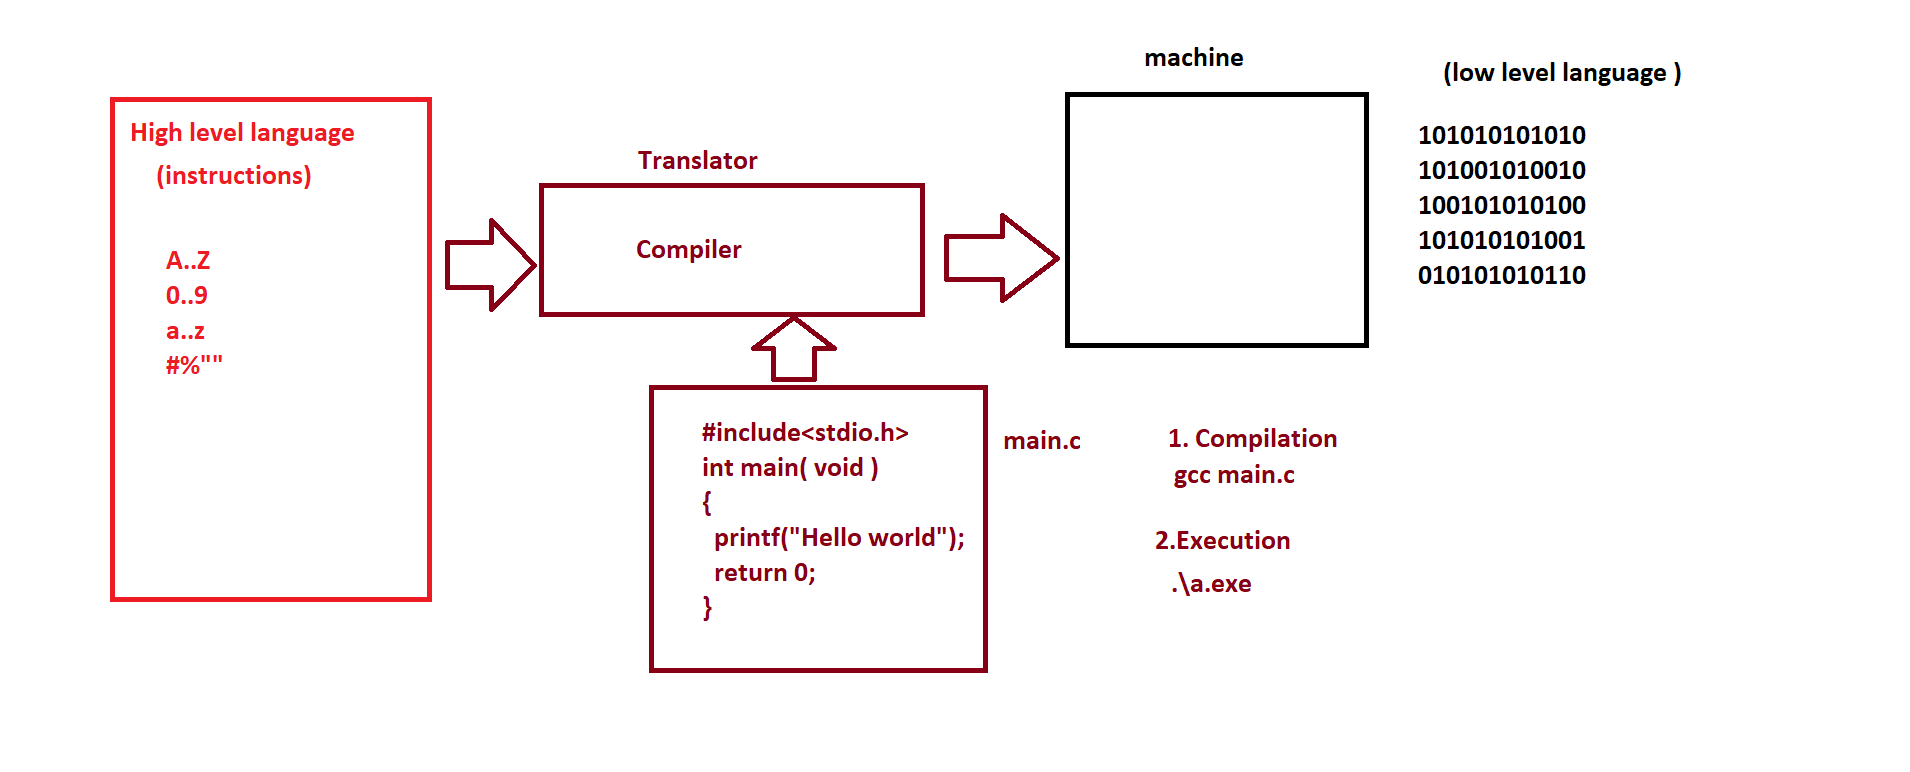 High level language
(instructions)
A..Z
0..9
a..z
#%""
Translator
Compiler
#include<stdio.h>
int main( void )
{
printf("Hello world");
return 0;
}
main.c
machine
(low level language )
101010101010
101001010010
100101010100
101010101001
010101010110
1. Compilation
gcc main.c
2.Execution
.\a.exe